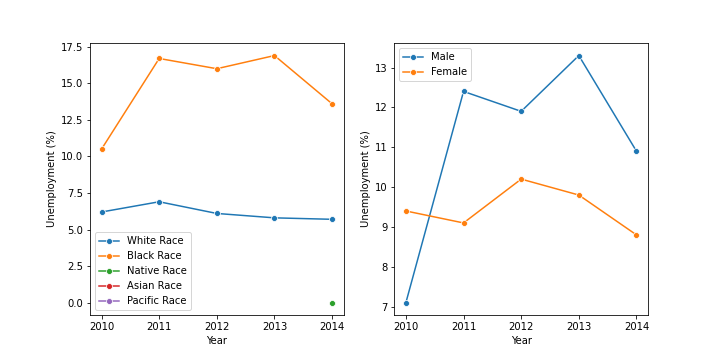 17.5
15.0
12.5
10.0
7.5
5.0
2.5
0.0
Unemployment (%)
White Race
Black Race
Native Race
Asian Race
Pacific Race
2010 2011 2012 2013 2014
Year
Male
Female
13
12
11
10
9
8
7
Unemployment (%)
2010 2011 2012 2013 2014
Year